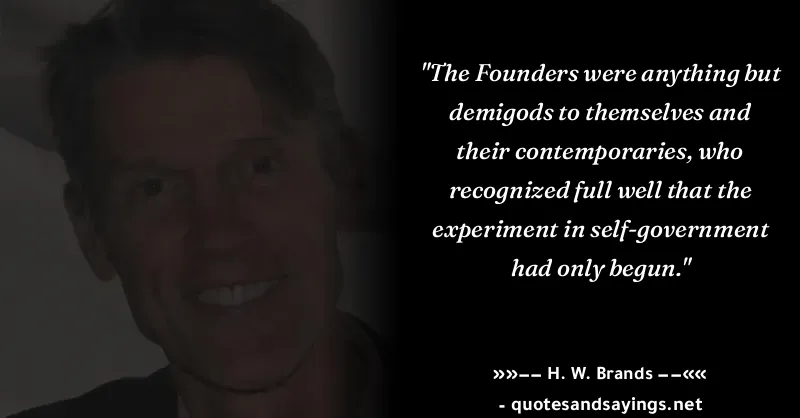 "The Founders were anything but
demigods to themselves and
their contemporaries, who
recognized full well that the
experiment in self-government
had only begun."
»»—— H. W. Brands ——««
- quotesandsayings.net